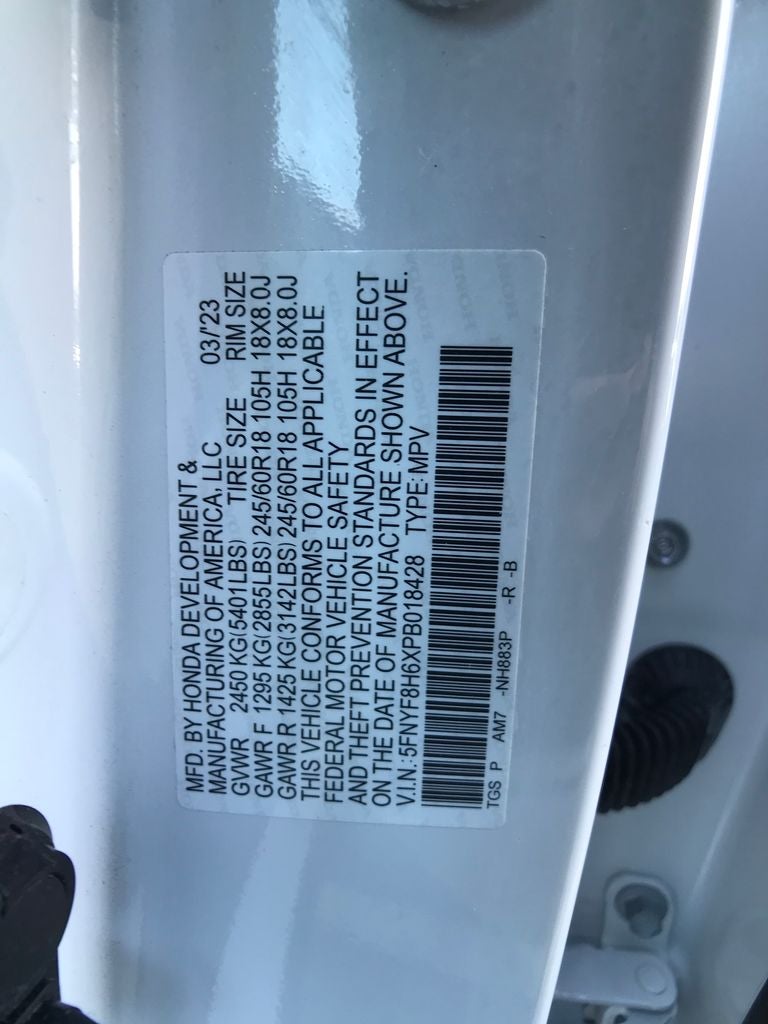 MFD. BY HONDA DEVELOPMENT &
MANUFACTURING OF AMERICA, LLC 03/'23
GVWR 2450 KG(5401LBS) TIRE SIZE RIM SIZE
GAWR F 1295 KG(2855LBS) 245/60R18 105H 18X8.0J
GAWR R 1425 KG(3142LBS) 245/60R18 105H 18X8.0J
THIS VEHICLE CONFORMS TO ALL APPLICABLE
FEDERAL MOTOR VEHICLE SAFETY
AND THEFT PREVENTION STANDARDS IN EFFECT
ON THE DATE OF MANUFACTURE SHOWN ABOVE.
V.I.N.: 5FNYF8H6XPB018428 TYPE: MPV
TGS P AM7 -NH883P -R -B